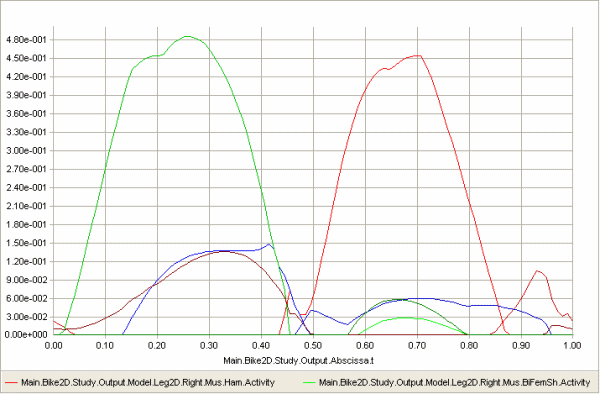 4.80e-001
4.50e-001
4.20e-001
3.90e-001
3.60e-001
3.30e-001
3.00e-001
2.70e-001
2.40e-001
2.10e-001
1.80e-001
1.50e-001
1.20e-001
9.00e-002
6.00e-002
3.00e-002
0.00e+000
0.00 0.10 0.20 0.30 0.40 0.50 0.60 0.70 0.80 0.90 1.00
Main.Bike2D.Study.Output.Abscissa.t
Main.Bike2D.Study.Output.Model.Leg2D.Right.Mus.Ham.Activity Main.Bike2D.Study.Output.Model.Leg2D.Right.Mus.BiFemSh.Activity